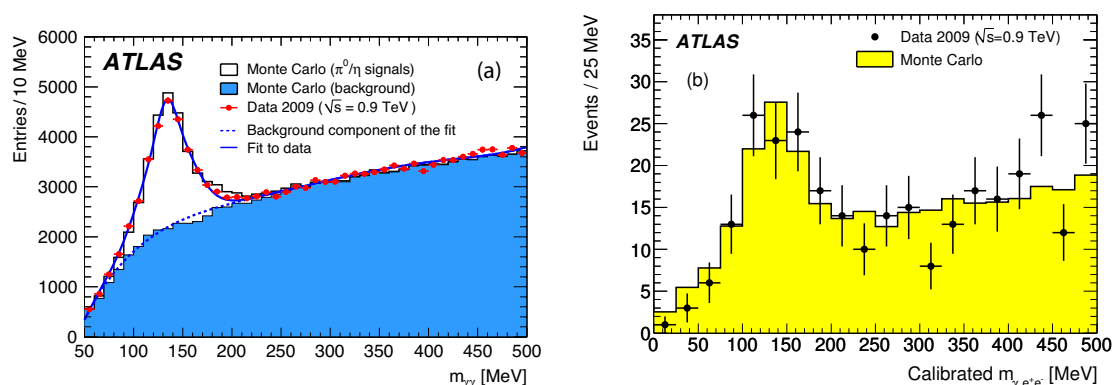 ATLAS
(a)
Monte Carlo (π⁰/η signals)
Monte Carlo (background)
Data 2009 (√s = 0.9 TeV)
Background component of the fit
Fit to data
Entries / 10 MeV
6000
5000
4000
3000
2000
1000
0
50 100 150 200 250 300 350 400 450 500
m_γγ [MeV]
ATLAS
(b)
Data 2009 (√s=0.9 TeV)
Monte Carlo
Events / 25 MeV
40
35
30
25
20
15
10
5
0
0 50 100 150 200 250 300 350 400 450 500
Calibrated m_γ e⁺e⁻ [MeV]